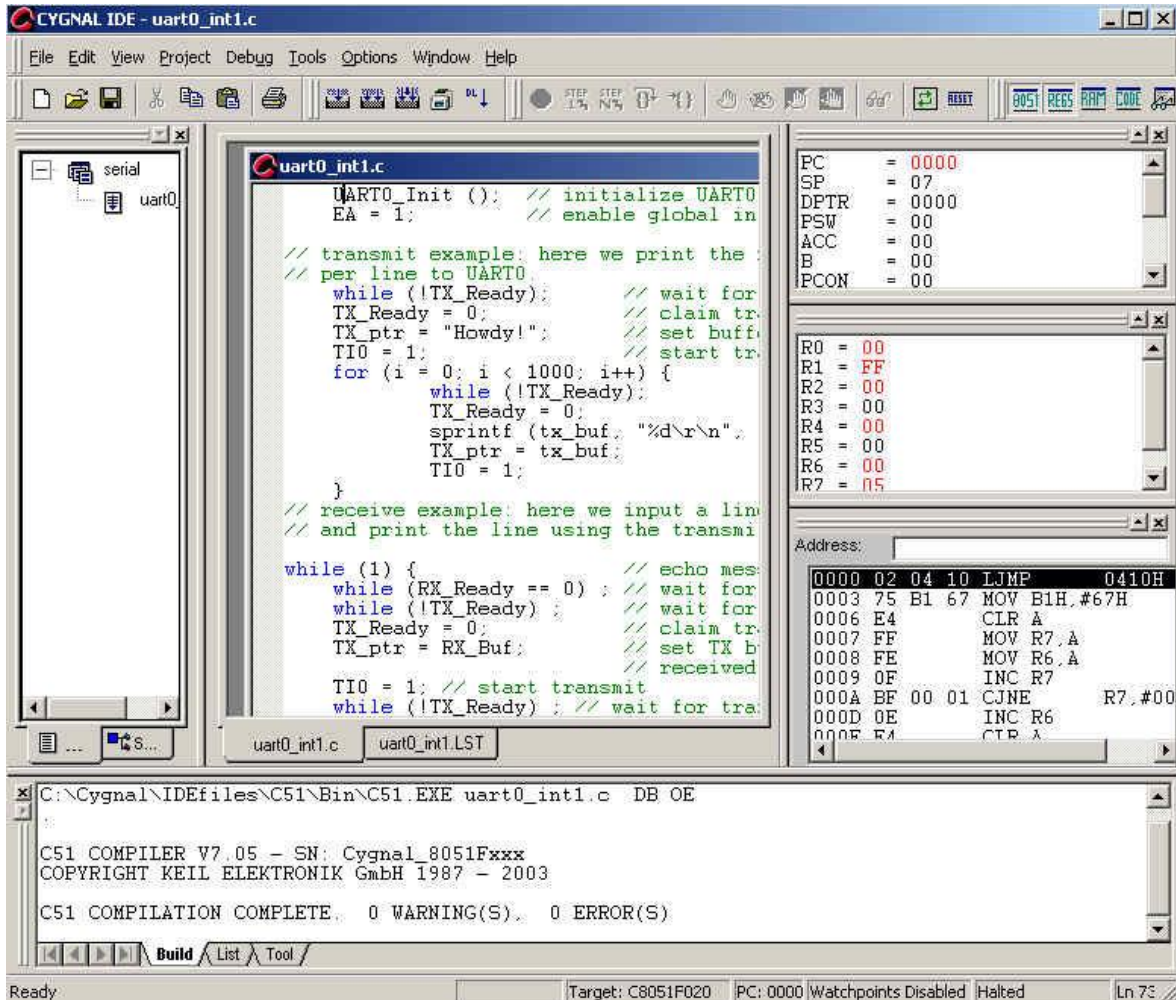 CYGNAL IDE - uart0_int1.c
File Edit View Project Debug Tools Options Window Help
8051 REGS RAM CODE
serial
uart0_
... S...
uart0_int1.c
UART0_Init (); // initialize UART0
EA = 1; // enable global in
// transmit example: here we print the
// per line to UART0.
while (!TX_Ready); // wait for
TX_Ready = 0; // claim tr
TX_ptr = "Howdy!"; // set buff
TI0 = 1; // start tr
for (i = 0; i < 1000; i++) {
while (!TX_Ready);
TX_Ready = 0;
sprintf (tx_buf, "%d\r\n",
TX_ptr = tx_buf;
TI0 = 1;
}
// receive example: here we input a lin
// and print the line using the transmi
while (1) { // echo mes
while (RX_Ready == 0) ; // wait for
while (!TX_Ready) ; // wait for
TX_Ready = 0; // claim tr
TX_ptr = RX_Buf; // set TX b
// received
TI0 = 1; // start transmit
while (!TX_Ready) ; // wait for tra
uart0_int1.c uart0_int1.LST
PC = 0000
SP = 07
DPTR = 0000
PSW = 00
ACC = 00
B = 00
PCON = 00
R0 = 00
R1 = FF
R2 = 00
R3 = 00
R4 = 00
R5 = 00
R6 = 00
R7 = 05
Address:
0000 02 04 10 LJMP 0410H
0003 75 B1 67 MOV B1H,#67H
0006 E4 CLR A
0007 FF MOV R7,A
0008 FE MOV R6,A
0009 0F INC R7
000A BF 00 01 CJNE R7,#00
000D 0E INC R6
000E E4 CLR A
C:\Cygnal\IDEfiles\C51\Bin\C51.EXE uart0_int1.c DB OE
.
C51 COMPILER V7.05 - SN: Cygnal_8051Fxxx
COPYRIGHT KEIL ELEKTRONIK GmbH 1987 - 2003
C51 COMPILATION COMPLETE. 0 WARNING(S), 0 ERROR(S)
Build List Tool
Ready Target: C8051F020 PC: 0000 Watchpoints Disabled Halted Ln 73